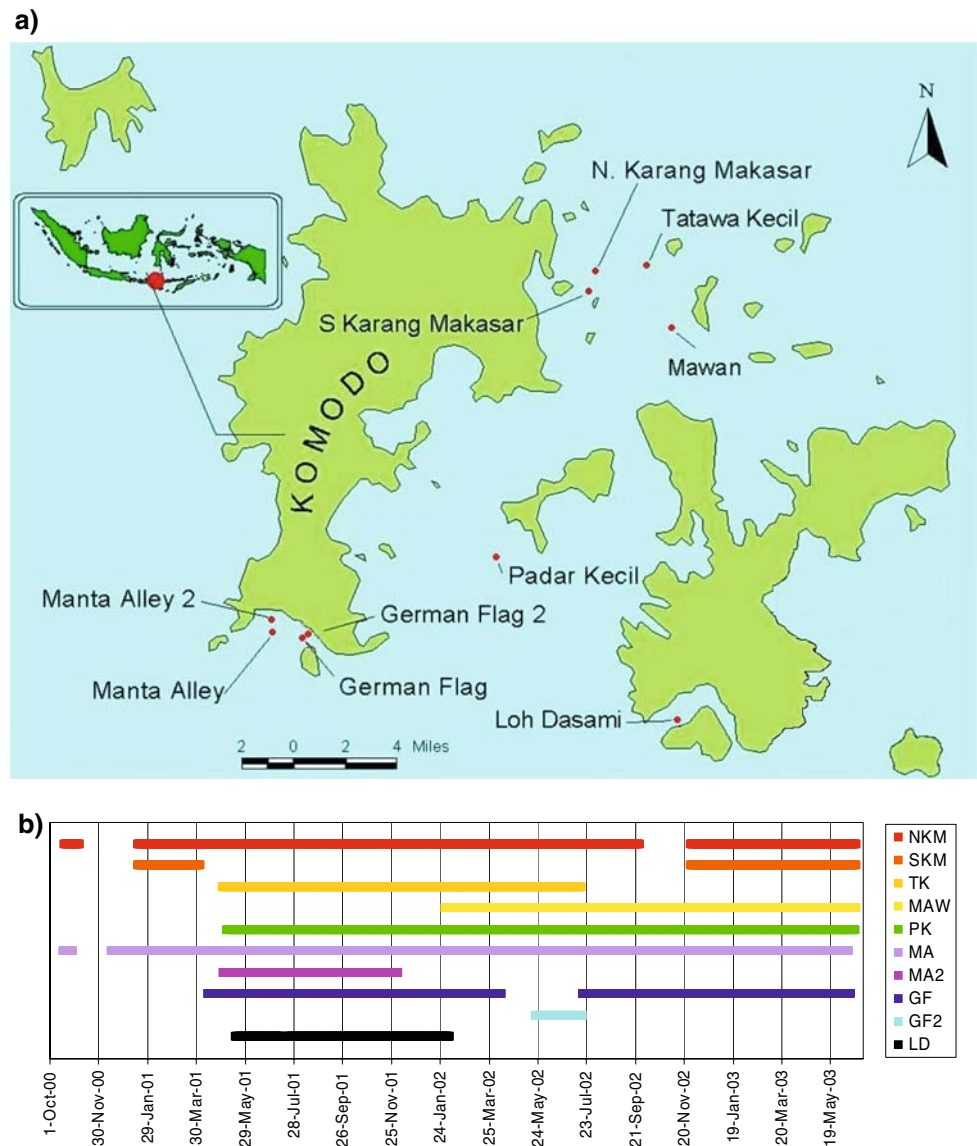 a)
N
N. Karang Makasar
Tatawa Kecil
S Karang Makasar
Mawan
KOMODO
Padar Kecil
Manta Alley 2
German Flag 2
Manta Alley
German Flag
Loh Dasami
2 0 2 4 Miles
b)
NKM
SKM
TK
MAW
PK
MA
MA2
GF
GF2
LD
1-Oct-00
30-Nov-00
29-Jan-01
30-Mar-01
29-May-01
28-Jul-01
26-Sep-01
25-Nov-01
24-Jan-02
25-Mar-02
24-May-02
23-Jul-02
21-Sep-02
20-Nov-02
19-Jan-03
20-Mar-03
19-May-03